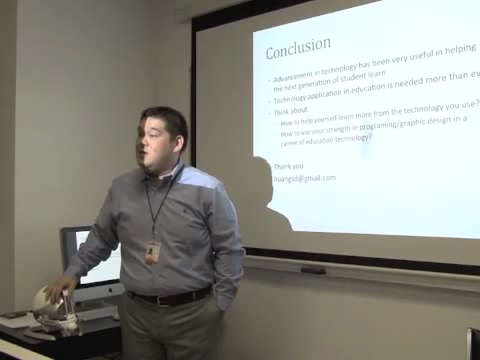 Conclusion
Advancement in technology has been very useful in helping
the next generation of student learn
Technology application in education is needed more than eve
Think about
How to help yourself learn more from the technology you use?
How to use your strength in programing/graphic design in a
career of education technology?
Thank you
huangsd@gmail.com